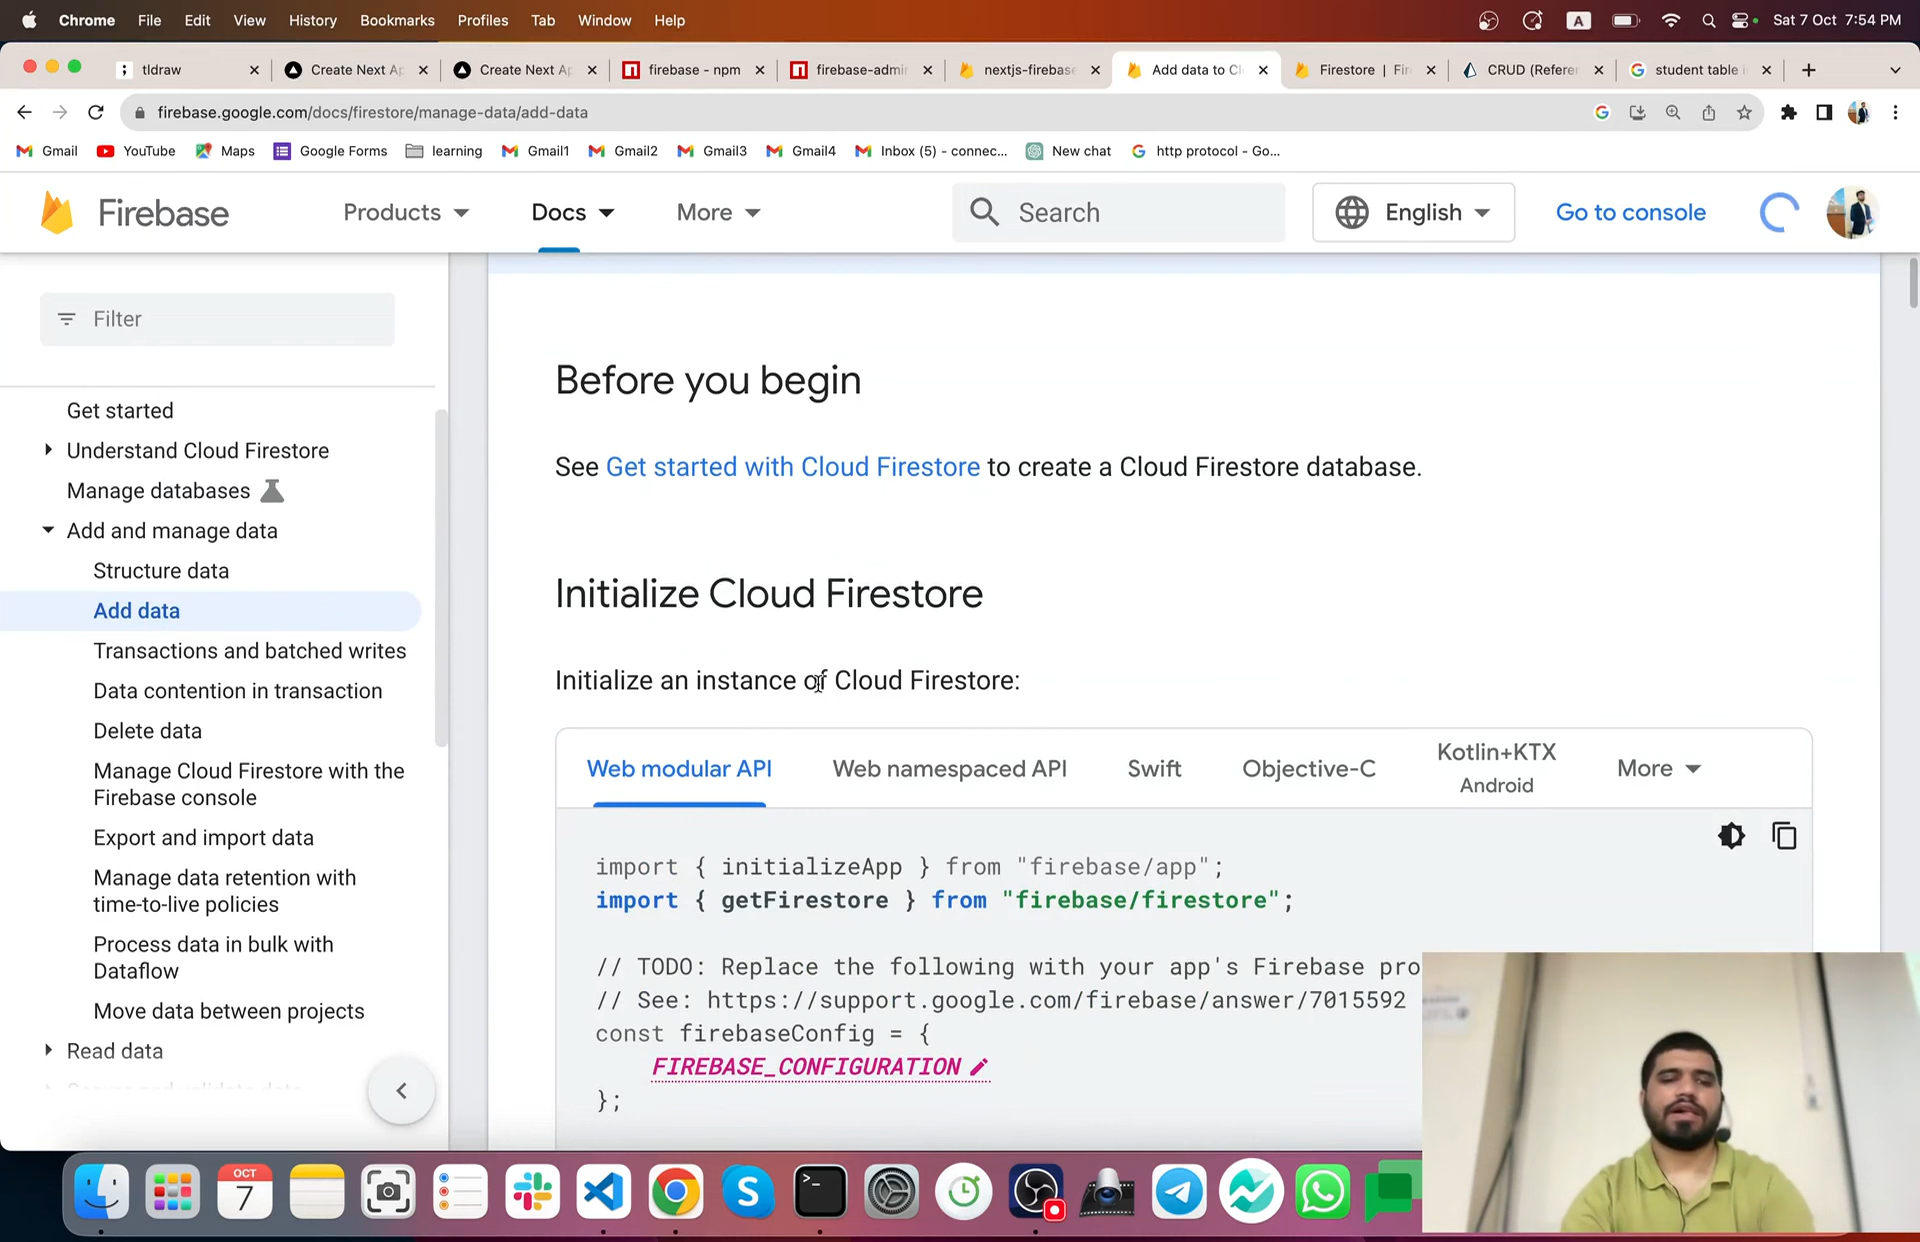 Chrome File Edit View History Bookmarks Profiles Tab Window Help A Sat 7 Oct 7:54 PM
tldraw Create Next Ap Create Next Ap firebase - npm firebase-admi nextjs-firebase Add data to Cl Firestore | Fir CRUD (Referen student table i
firebase.google.com/docs/firestore/manage-data/add-data
Gmail YouTube Maps Google Forms learning Gmail1 Gmail2 Gmail3 Gmail4 Inbox (5) - connec... New chat http protocol - Go...
Firebase Products Docs More Search English Go to console
Filter
Get started
Understand Cloud Firestore
Manage databases
Add and manage data
Structure data
Add data
Transactions and batched writes
Data contention in transaction
Delete data
Manage Cloud Firestore with the
Firebase console
Export and import data
Manage data retention with
time-to-live policies
Process data in bulk with
Dataflow
Move data between projects
Read data
Before you begin
See Get started with Cloud Firestore to create a Cloud Firestore database.
Initialize Cloud Firestore
Initialize an instance of Cloud Firestore:
Web modular API Web namespaced API Swift Objective-C Kotlin+KTX More
Android
import { initializeApp } from "firebase/app";
import { getFirestore } from "firebase/firestore";
// TODO: Replace the following with your app's Firebase pro
// See: https://support.google.com/firebase/answer/7015592
const firebaseConfig = {
FIREBASE_CONFIGURATION
};
OCT
7
S